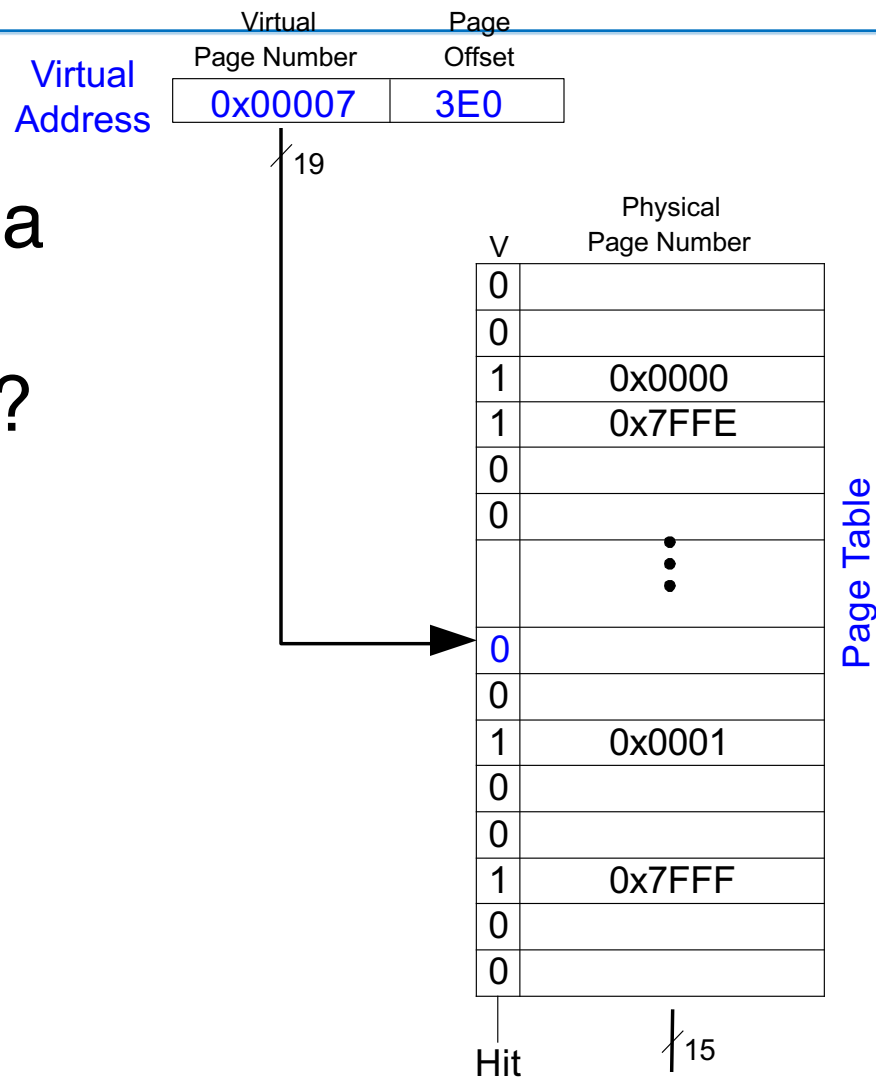 Virtual Page
Page Number Offset
Virtual
Address
0x00007 3E0
19
a
?
Physical
V Page Number
0
0
1 0x0000
1 0x7FFE
0
0
0
0
1 0x0001
0
0
1 0x7FFF
0
0
Page Table
Hit 15